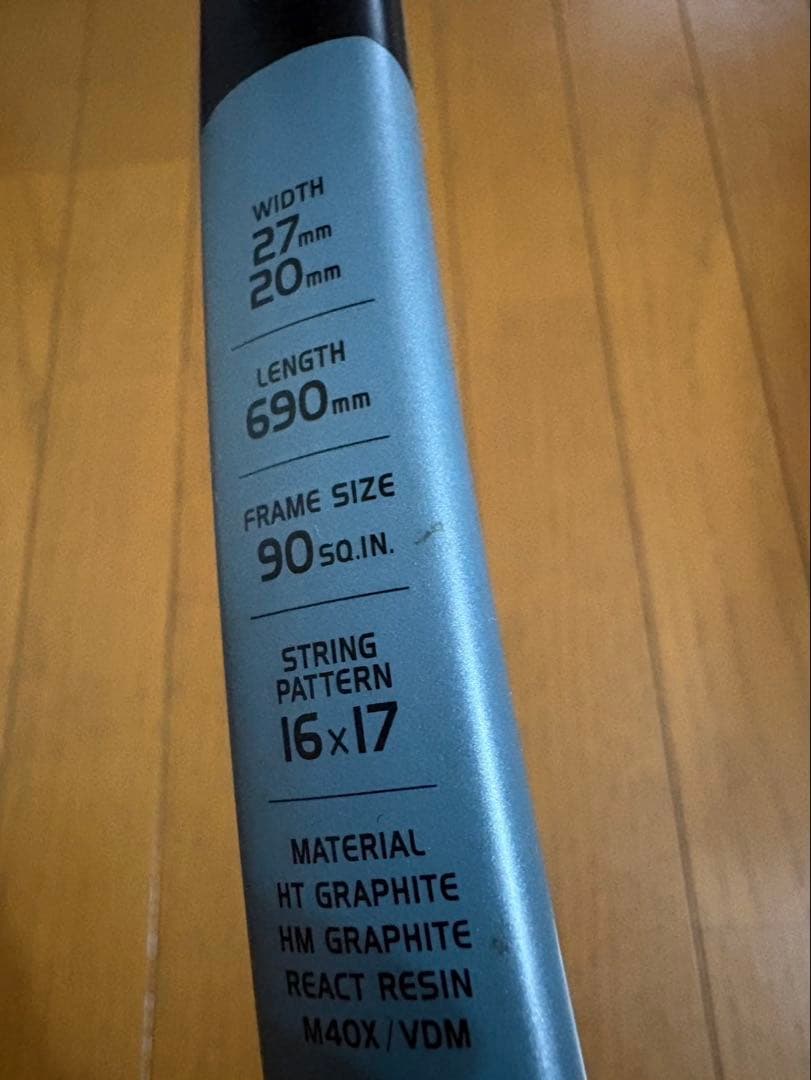 WIDTH
27mm
20mm
LENGTH
690mm
FRAME SIZE
90SQ.IN.
STRING
PATTERN
16x17
MATERIAL
HT GRAPHITE
HM GRAPHITE
REACT RESIN
M40X/VDM